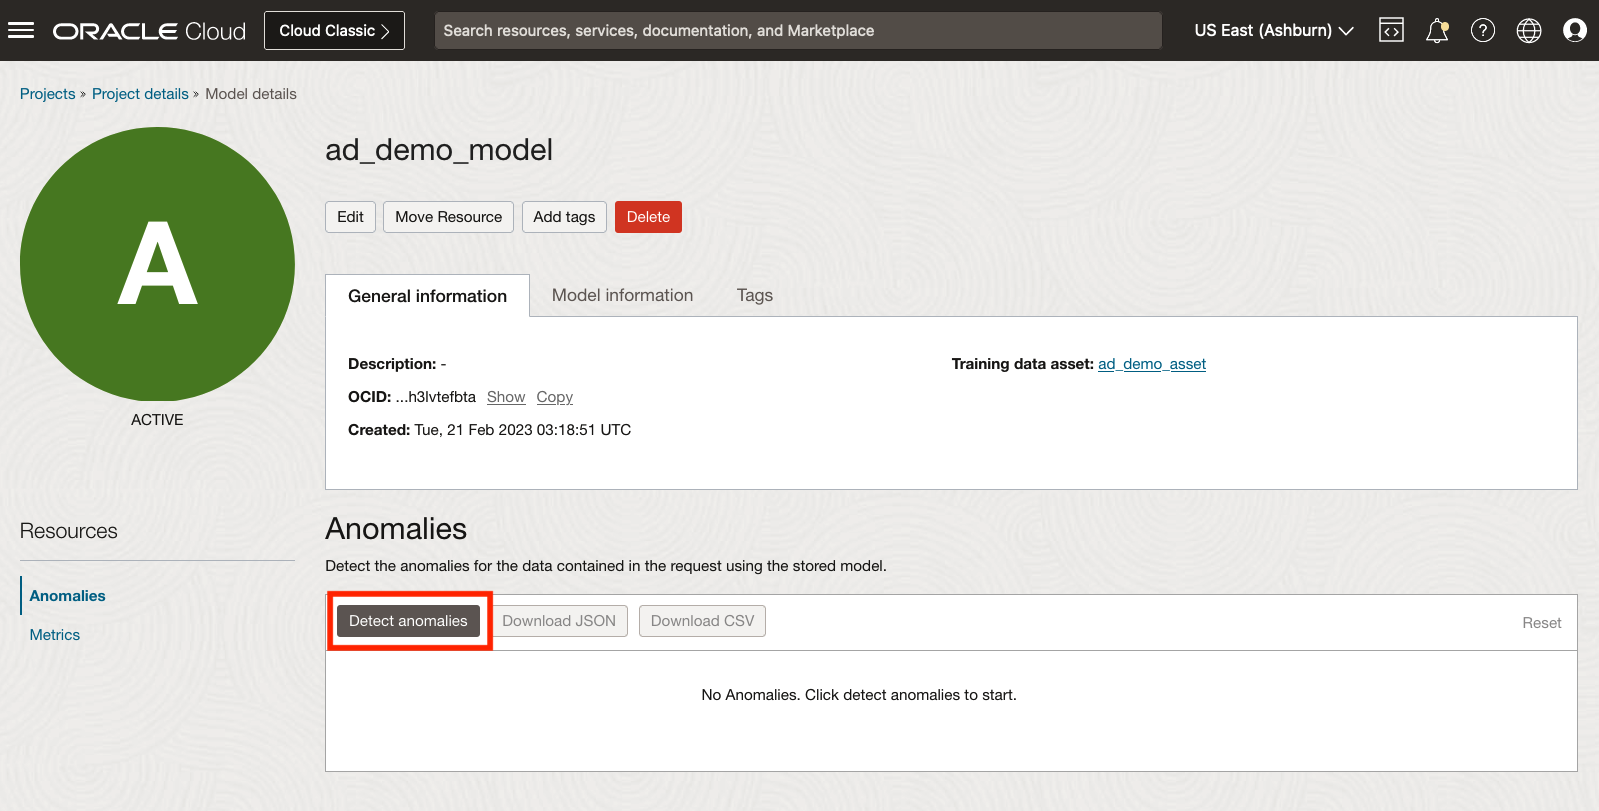 ORACLE Cloud
Cloud Classic
Search resources, services, documentation, and Marketplace
US East (Ashburn)
Projects » Project details » Model details
A
ACTIVE
ad_demo_model
Edit
Move Resource
Add tags
Delete
General information
Model information
Tags
Description: -
OCID: ...h3lvtefbta Show Copy
Created: Tue, 21 Feb 2023 03:18:51 UTC
Training data asset: ad_demo_asset
Resources
Anomalies
Metrics
Anomalies
Detect the anomalies for the data contained in the request using the stored model.
Detect anomalies
Download JSON
Download CSV
Reset
No Anomalies. Click detect anomalies to start.